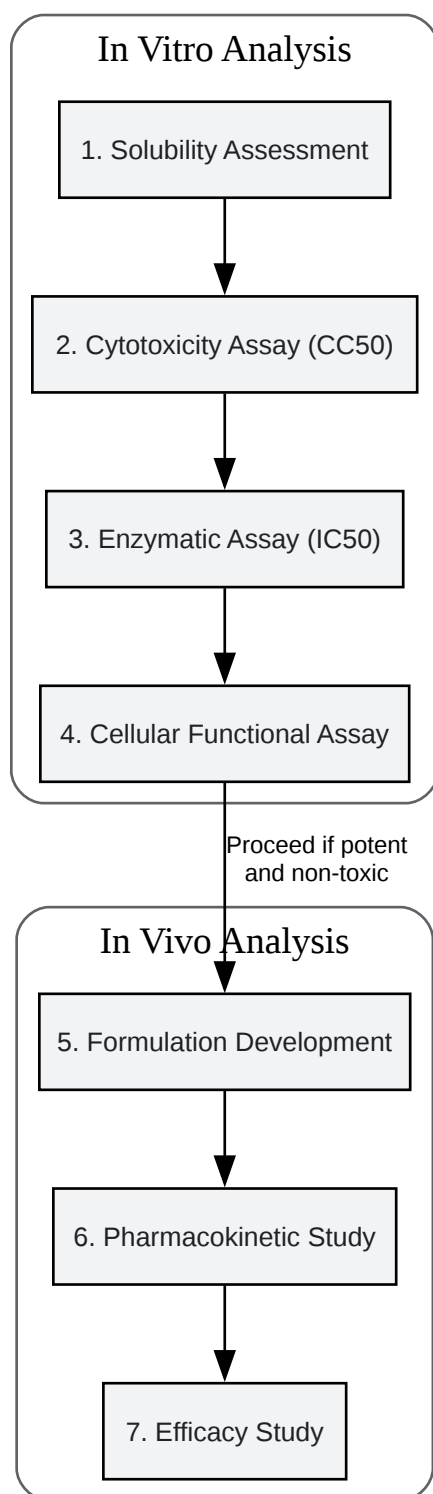 In Vitro Analysis
1. Solubility Assessment
2. Cytotoxicity Assay (CC50)
3. Enzymatic Assay (IC50)
4. Cellular Functional Assay
Proceed if potent
and non-toxic
In Vivo Analysis
5. Formulation Development
6. Pharmacokinetic Study
7. Efficacy Study